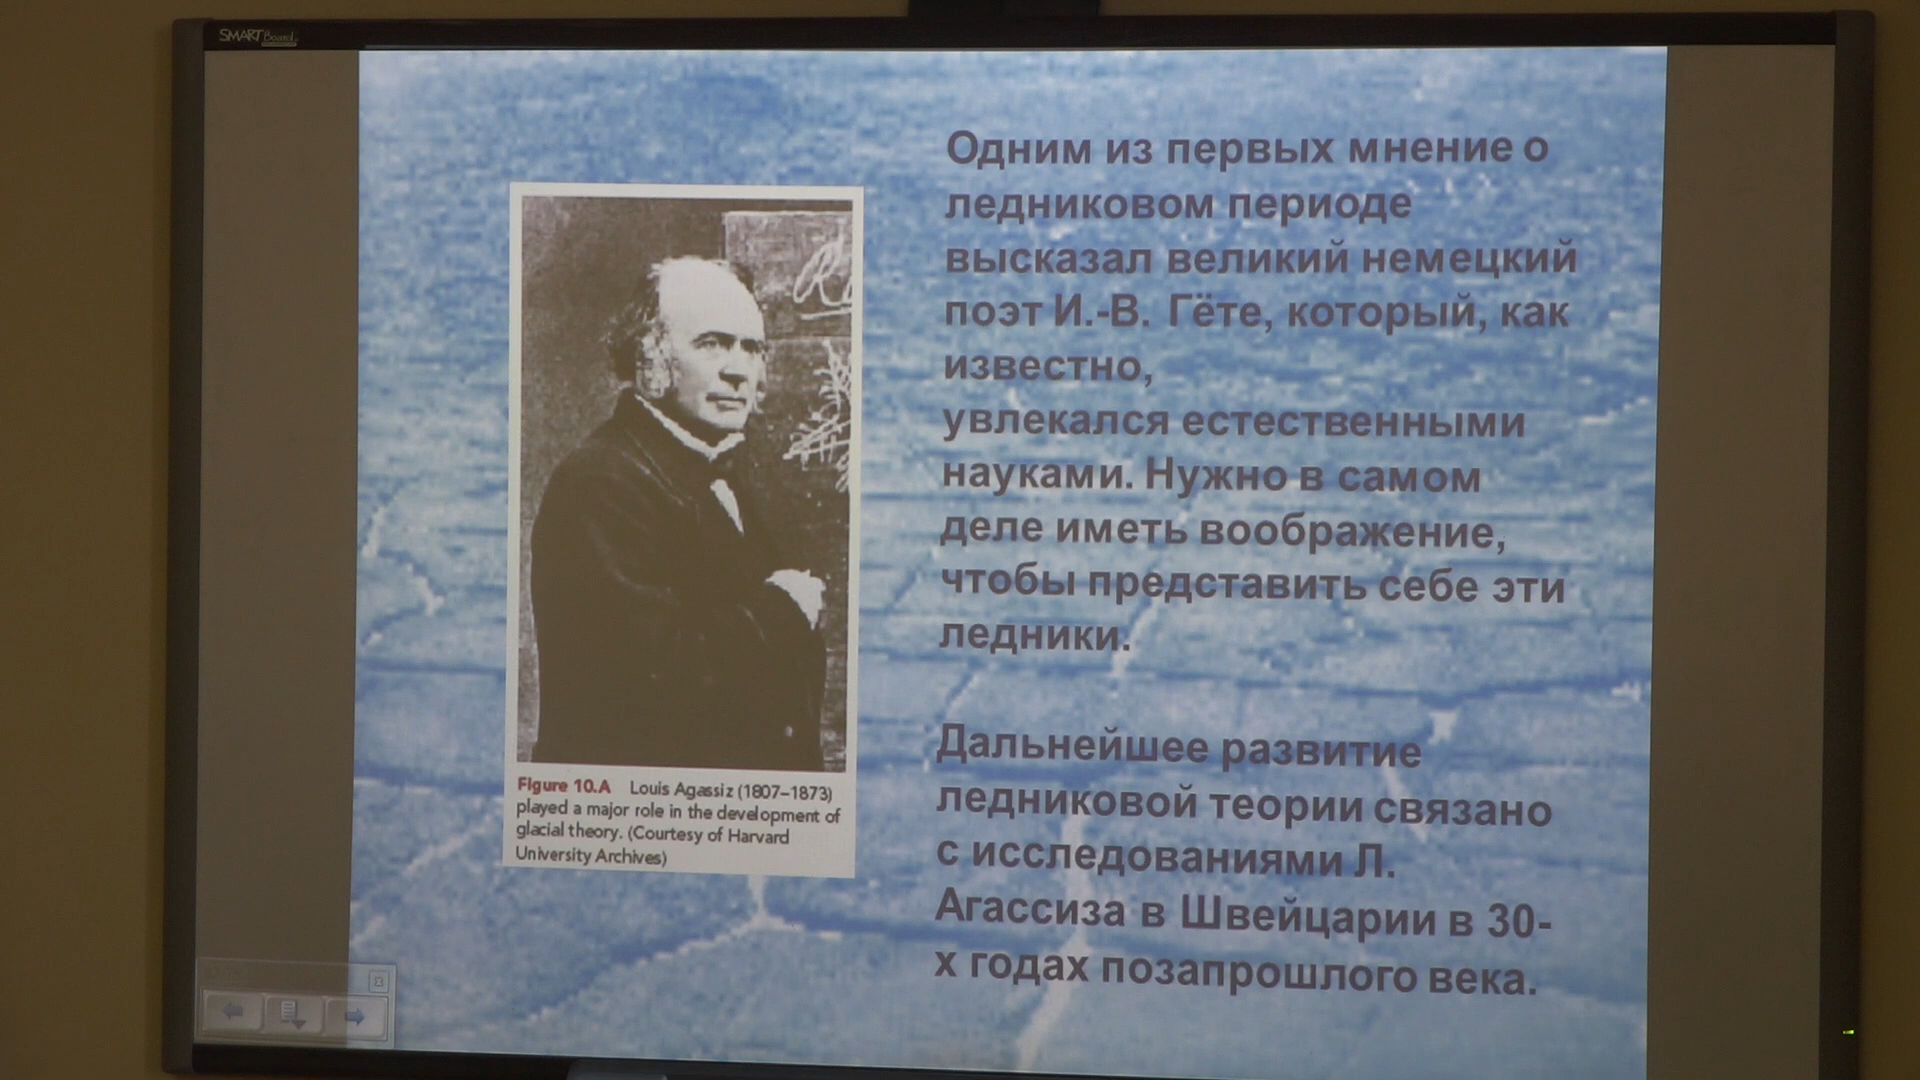 SMART Board
Одним из первых мнение о
ледниковом периоде
высказал великий немецкий
поэт И.-В. Гёте, который, как
известно,
увлекался естественными
науками. Нужно в самом
деле иметь воображение,
чтобы представить себе эти
ледники.
Дальнейшее развитие
ледниковой теории связано
с исследованиями Л.
Агассиза в Швейцарии в 30-
х годах позапрошлого века.
Figure 10.A Louis Agassiz (1807–1873)
played a major role in the development of
glacial theory. (Courtesy of Harvard
University Archives)